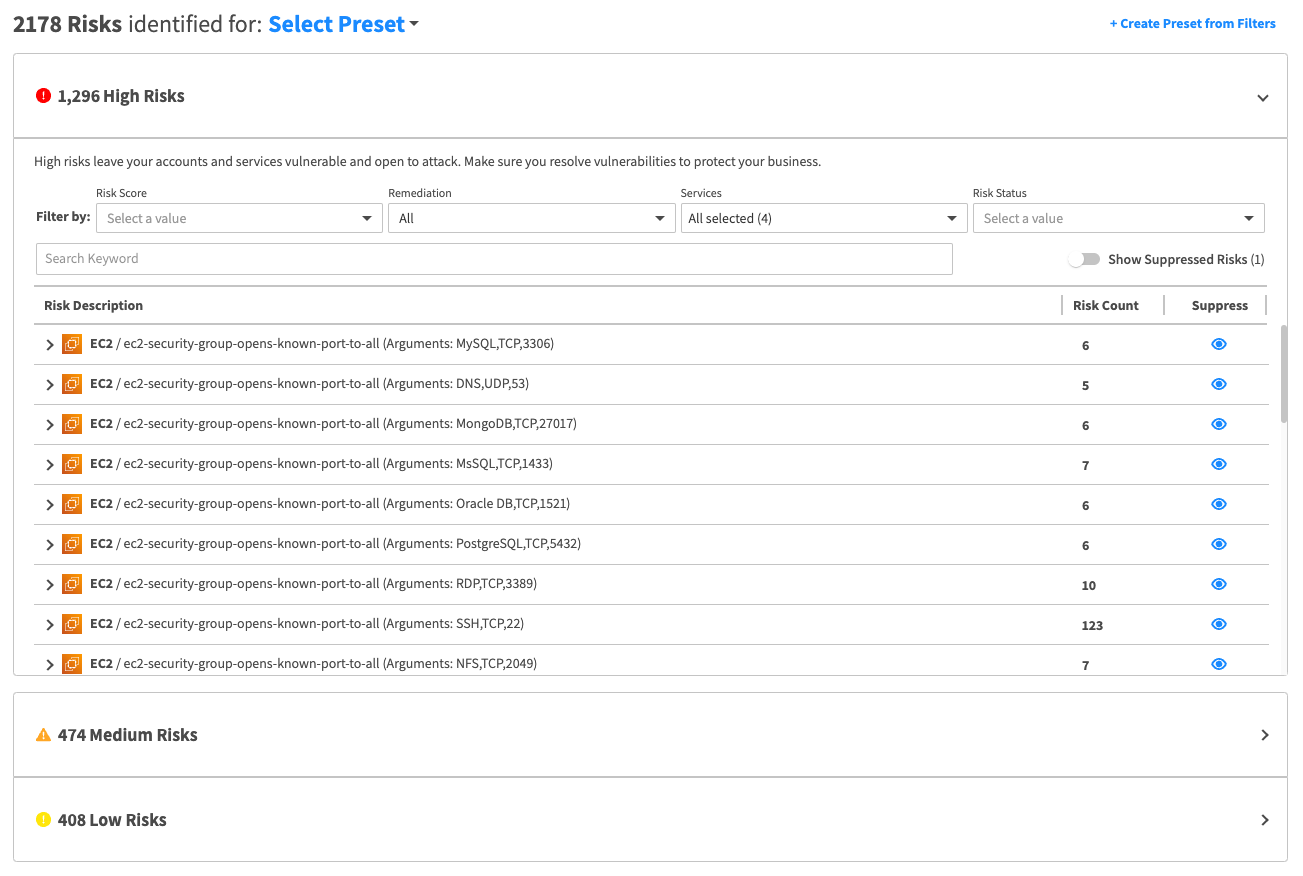 2178 Risks identified for: Select Preset
+ Create Preset from Filters
1,296 High Risks
High risks leave your accounts and services vulnerable and open to attack. Make sure you resolve vulnerabilities to protect your business.
Risk Score Remediation Services Risk Status
Filter by: Select a value All All selected (4) Select a value
Search Keyword Show Suppressed Risks (1)
Risk Description Risk Count Suppress
EC2 / ec2-security-group-opens-known-port-to-all (Arguments: MySQL,TCP,3306) 6
EC2 / ec2-security-group-opens-known-port-to-all (Arguments: DNS,UDP,53) 5
EC2 / ec2-security-group-opens-known-port-to-all (Arguments: MongoDB,TCP,27017) 6
EC2 / ec2-security-group-opens-known-port-to-all (Arguments: MsSQL,TCP,1433) 7
EC2 / ec2-security-group-opens-known-port-to-all (Arguments: Oracle DB,TCP,1521) 6
EC2 / ec2-security-group-opens-known-port-to-all (Arguments: PostgreSQL,TCP,5432) 6
EC2 / ec2-security-group-opens-known-port-to-all (Arguments: RDP,TCP,3389) 10
EC2 / ec2-security-group-opens-known-port-to-all (Arguments: SSH,TCP,22) 123
EC2 / ec2-security-group-opens-known-port-to-all (Arguments: NFS,TCP,2049) 7
474 Medium Risks
408 Low Risks